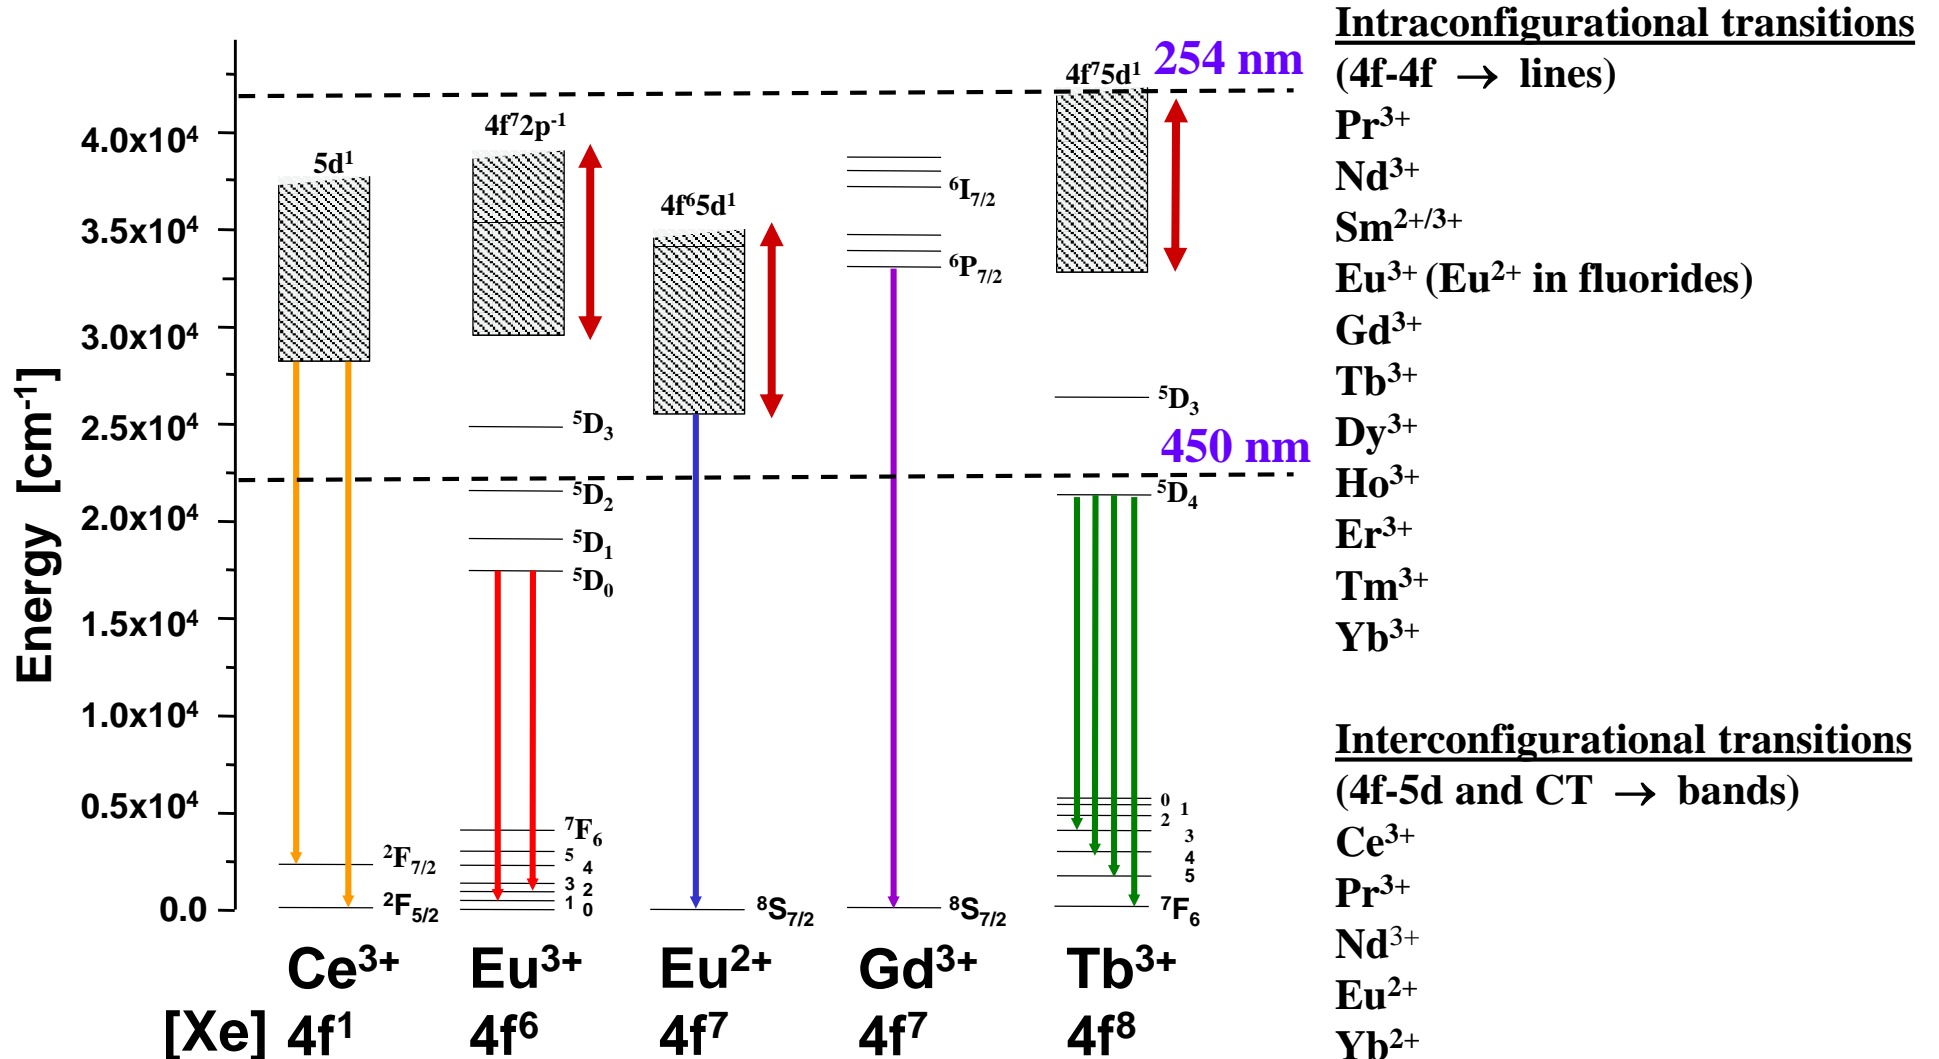 Intraconfigurational transitions
(4f-4f → lines)
Pr³⁺
Nd³⁺
Sm²⁺/³⁺
Eu³⁺ (Eu²⁺ in fluorides)
Gd³⁺
Tb³⁺
Dy³⁺
Ho³⁺
Er³⁺
Tm³⁺
Yb³⁺
Interconfigurational transitions
(4f-5d and CT → bands)
Ce³⁺
Pr³⁺
Nd³⁺
Eu²⁺
Yb²⁺
Energy [cm⁻¹]
4.0x10⁴
3.5x10⁴
3.0x10⁴
2.5x10⁴
2.0x10⁴
1.5x10⁴
1.0x10⁴
0.5x10⁴
0.0
254 nm
450 nm
5d¹
²F₇/₂
²F₅/₂
4f⁷2p⁻¹
⁵D₃
⁵D₂
⁵D₁
⁵D₀
⁷F₆
5
4
3
2
1
0
4f⁶5d¹
⁸S₇/₂
⁶I₇/₂
⁶P₇/₂
⁸S₇/₂
4f⁷5d¹
⁵D₃
⁵D₄
0
1
2
3
4
5
⁷F₆
Ce³⁺ Eu³⁺ Eu²⁺ Gd³⁺ Tb³⁺
[Xe] 4f¹ 4f⁶ 4f⁷ 4f⁷ 4f⁸